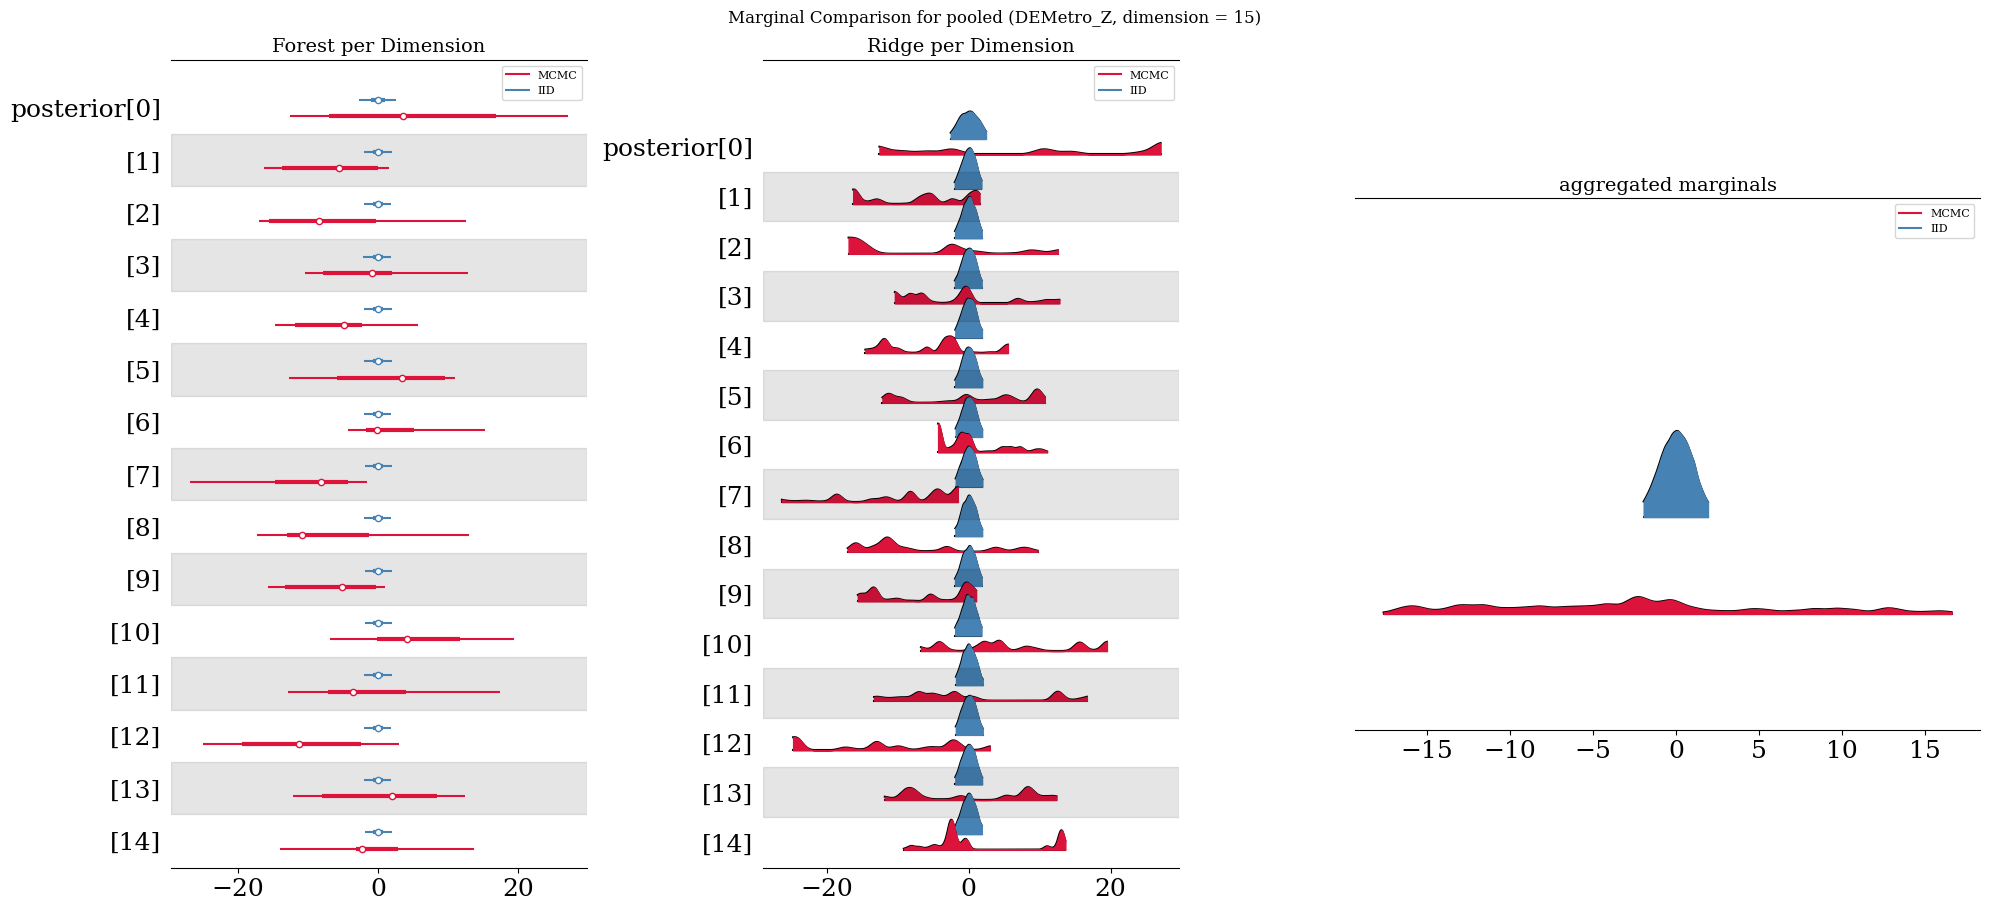 Marginal Comparison for pooled (DEMetro_Z, dimension = 15)
Forest per Dimension
MCMC
IID
posterior[0]
[1]
[2]
[3]
[4]
[5]
[6]
[7]
[8]
[9]
[10]
[11]
[12]
[13]
[14]
−20 0 20
Ridge per Dimension
MCMC
IID
posterior[0]
[1]
[2]
[3]
[4]
[5]
[6]
[7]
[8]
[9]
[10]
[11]
[12]
[13]
[14]
−20 0 20
aggregated marginals
MCMC
IID
−15 −10 −5 0 5 10 15